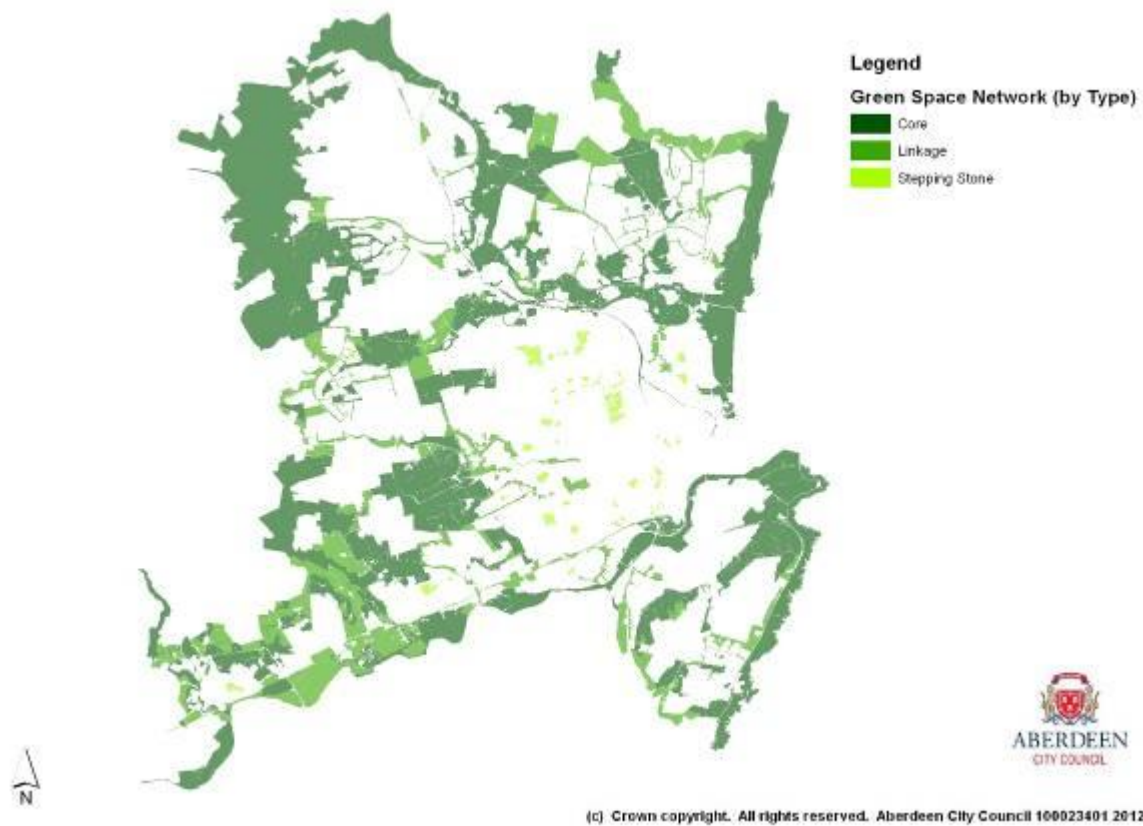 Legend
Green Space Network (by Type)
Core
Linkage
Stepping Stone
ABERDEEN
CITY COUNCIL
N
(c) Crown copyright. All rights reserved. Aberdeen City Council 100023401 2012